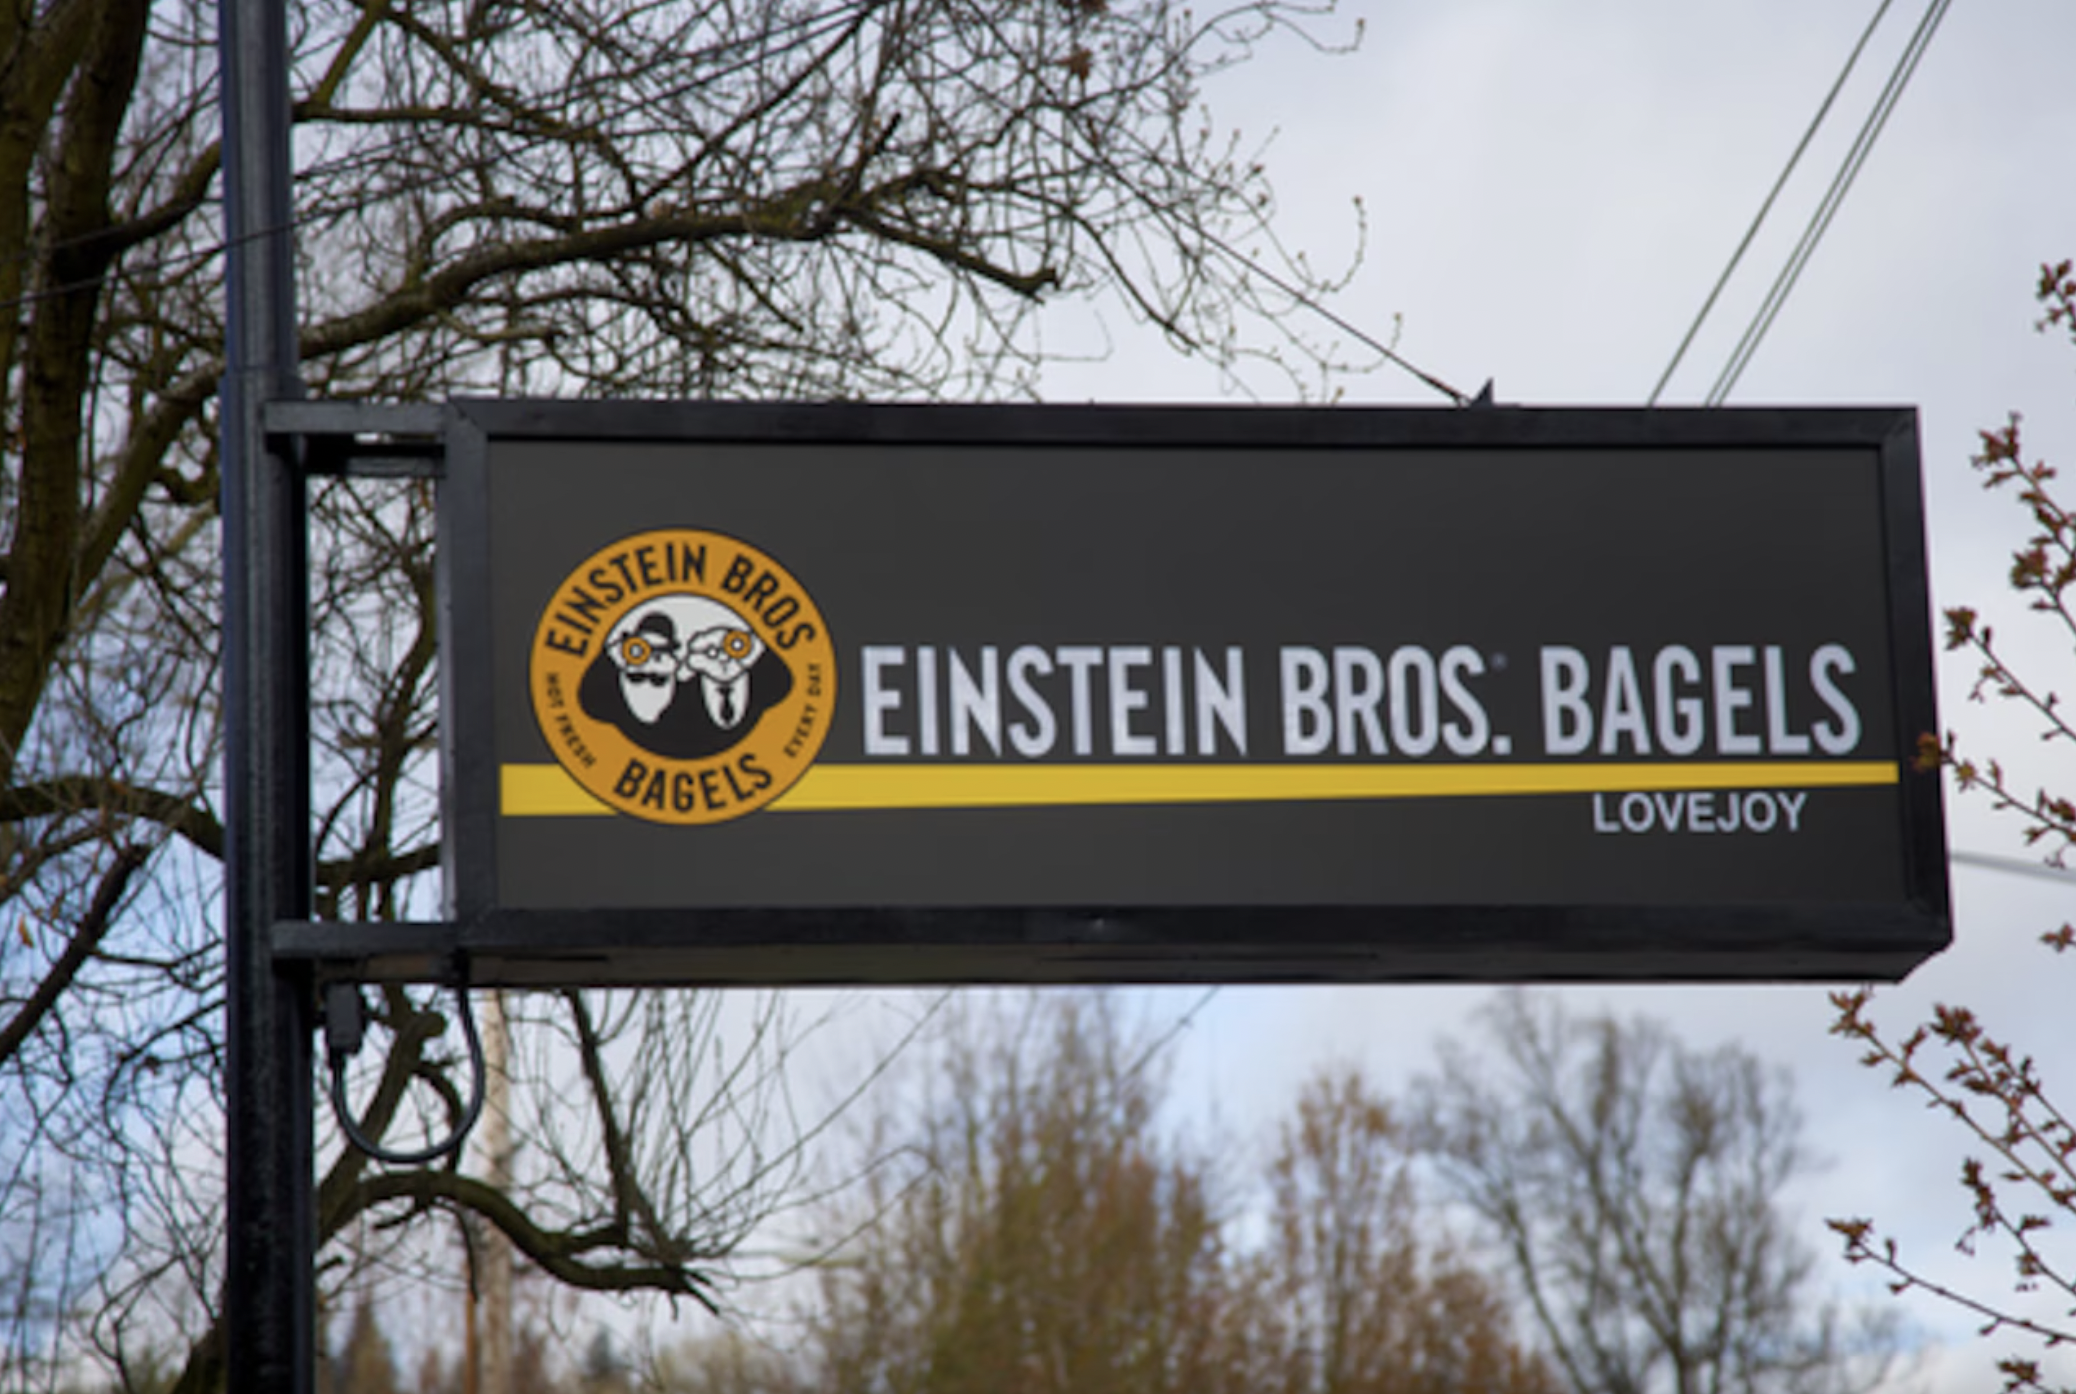 EINSTEIN BROS
HOT FRESH
EVERY DAY
BAGELS
EINSTEIN BROS. BAGELS
LOVEJOY